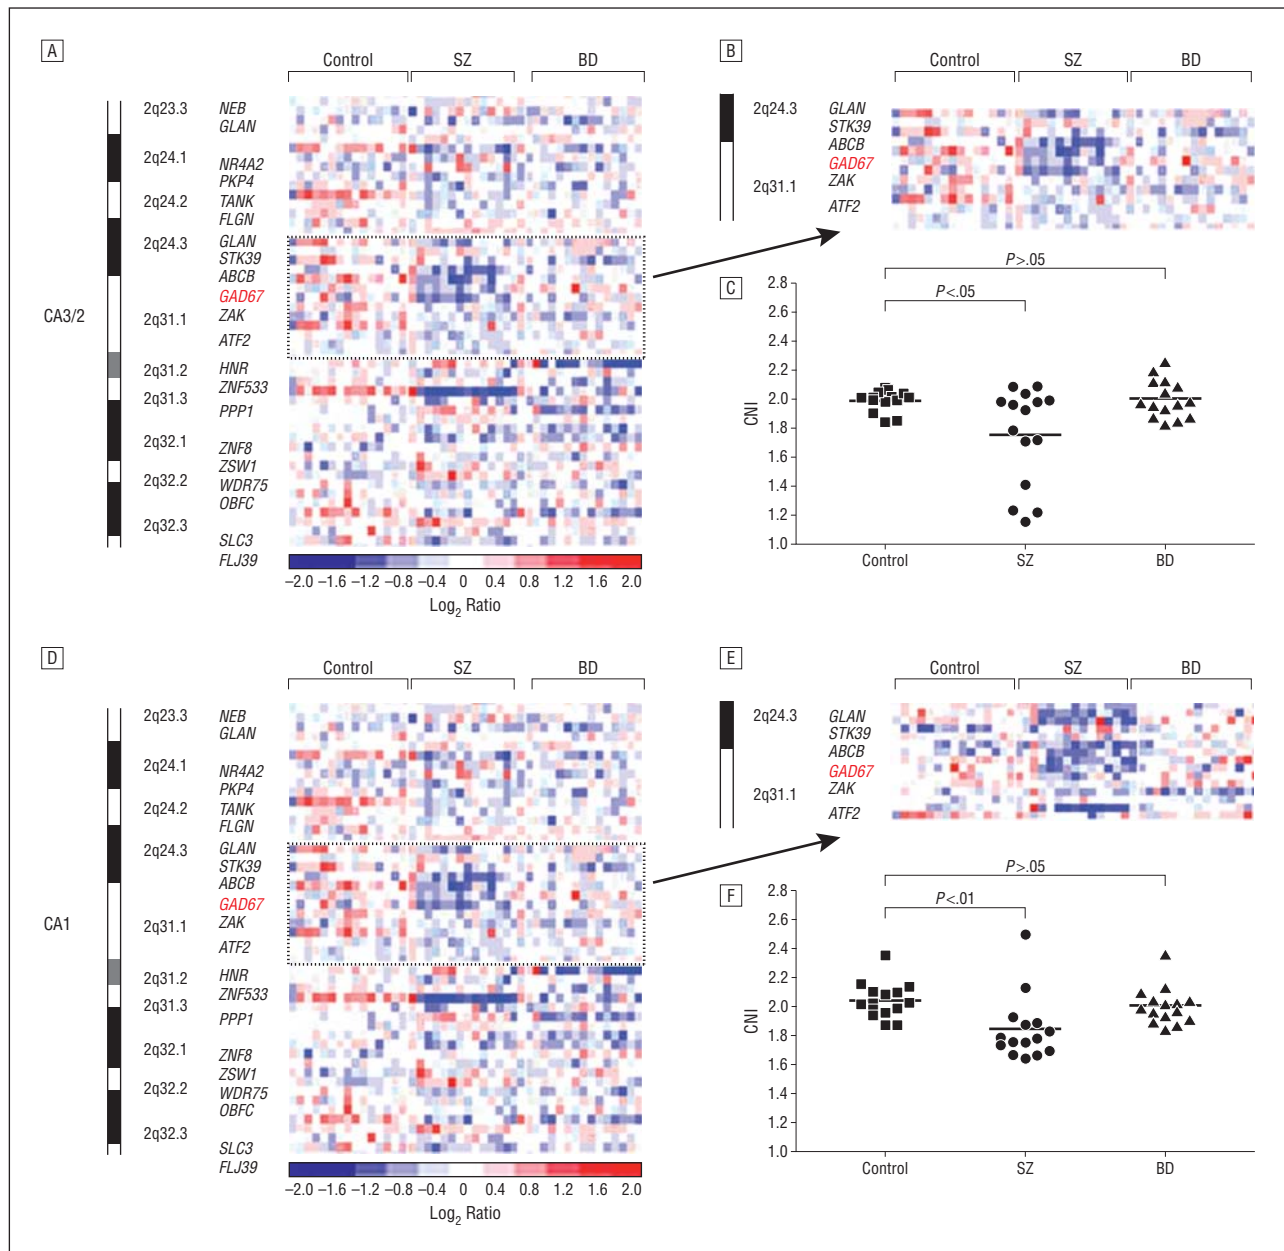 A
Control SZ BD
2q23.3 NEB
GLAN
2q24.1 NR4A2
PKP4
2q24.2 TANK
FLGN
2q24.3 GLAN
STK39
ABCB
GAD67
CA3/2
2q31.1 ZAK
ATF2
2q31.2 HNR
ZNF533
2q31.3
PPP1
2q32.1 ZNF8
ZSW1
2q32.2 WDR75
OBFC
2q32.3
SLC3
FLJ39
–2.0 –1.6 –1.2 –0.8 –0.4 0 0.4 0.8 1.2 1.6 2.0
Log2 Ratio
B
Control SZ BD
2q24.3 GLAN
STK39
ABCB
GAD67
2q31.1 ZAK
ATF2
C
P>.05
P<.05
2.8
2.6
2.4
2.2
2.0
1.8
1.6
1.4
1.2
1.0
CNI
Control SZ BD
D
Control SZ BD
2q23.3 NEB
GLAN
2q24.1 NR4A2
PKP4
2q24.2 TANK
FLGN
2q24.3 GLAN
STK39
ABCB
GAD67
CA1
2q31.1 ZAK
ATF2
2q31.2 HNR
ZNF533
2q31.3
PPP1
2q32.1 ZNF8
ZSW1
2q32.2 WDR75
OBFC
2q32.3
SLC3
FLJ39
–2.0 –1.6 –1.2 –0.8 –0.4 0 0.4 0.8 1.2 1.6 2.0
Log2 Ratio
E
Control SZ BD
2q24.3 GLAN
STK39
ABCB
GAD67
2q31.1 ZAK
ATF2
F
P>.05
P<.01
2.8
2.6
2.4
2.2
2.0
1.8
1.6
1.4
1.2
1.0
CNI
Control SZ BD